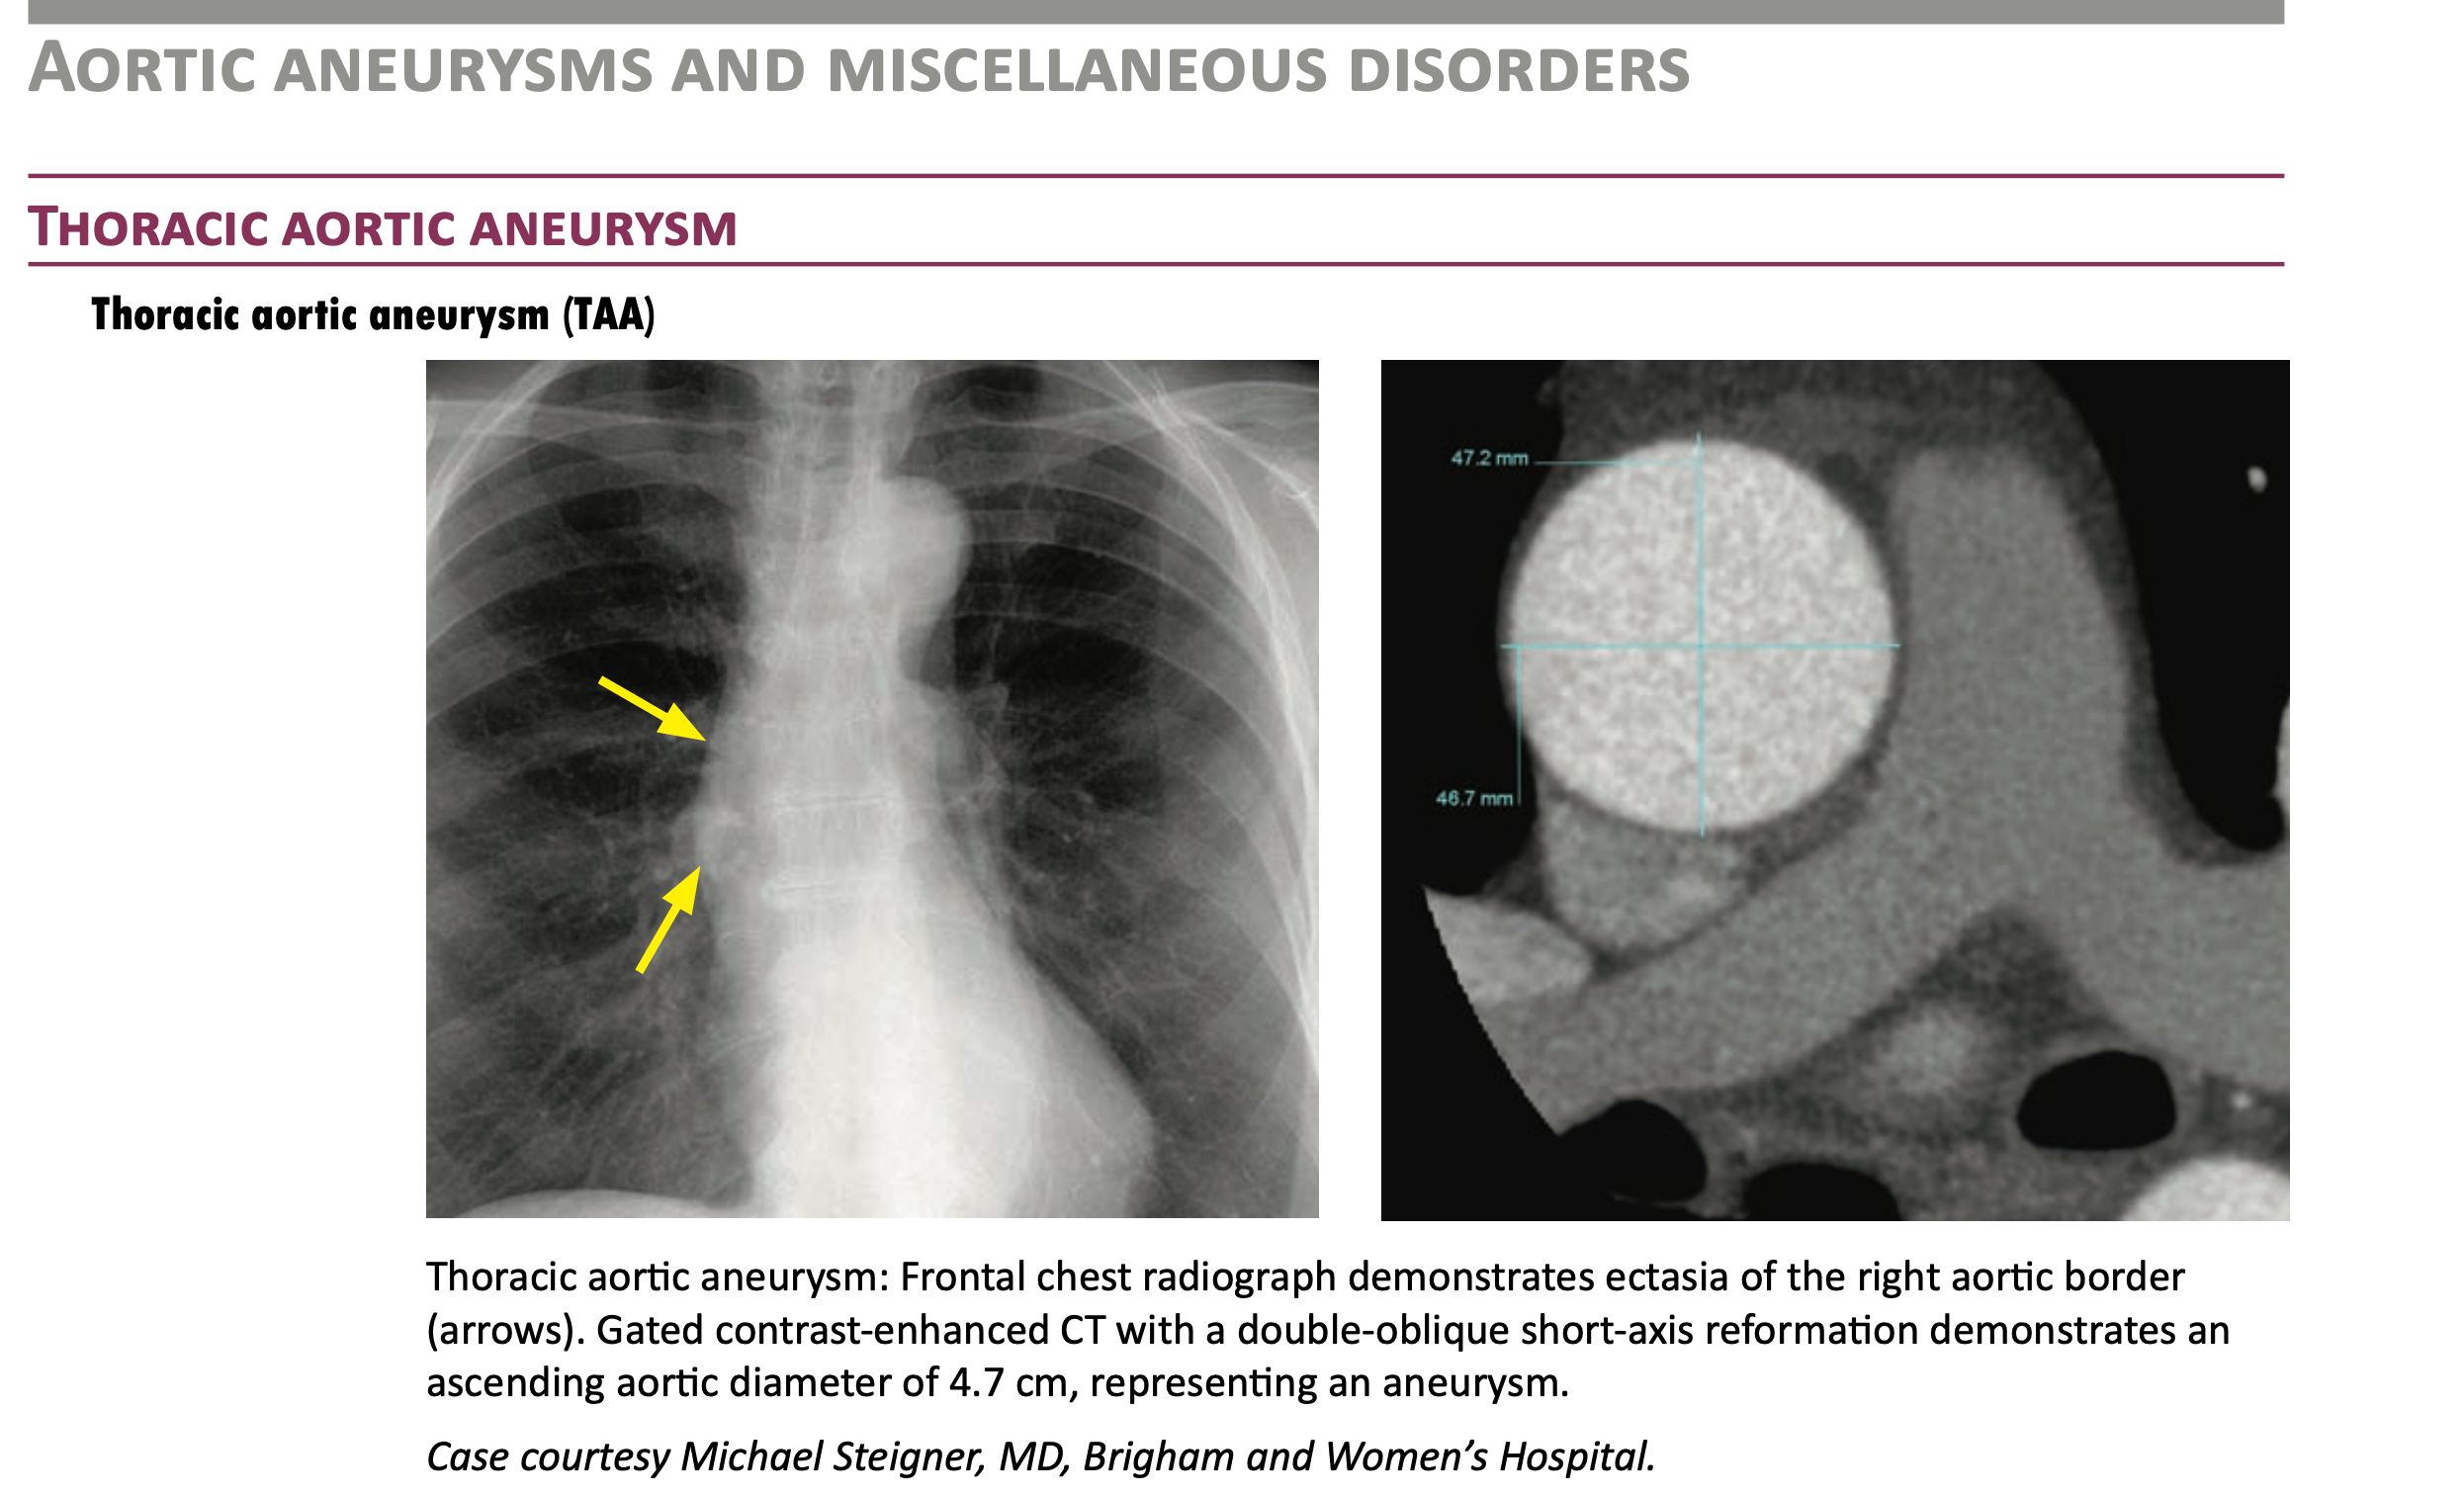 AORTIC ANEURYSMS AND MISCELLANEOUS DISORDERS
THORACIC AORTIC ANEURYSM
Thoracic aortic aneurysm (TAA)
47.2 mm
46.7 mm
Thoracic aortic aneurysm: Frontal chest radiograph demonstrates ectasia of the right aortic border
(arrows). Gated contrast-enhanced CT with a double-oblique short-axis reformation demonstrates an
ascending aortic diameter of 4.7 cm, representing an aneurysm.
Case courtesy Michael Steigner, MD, Brigham and Women’s Hospital.